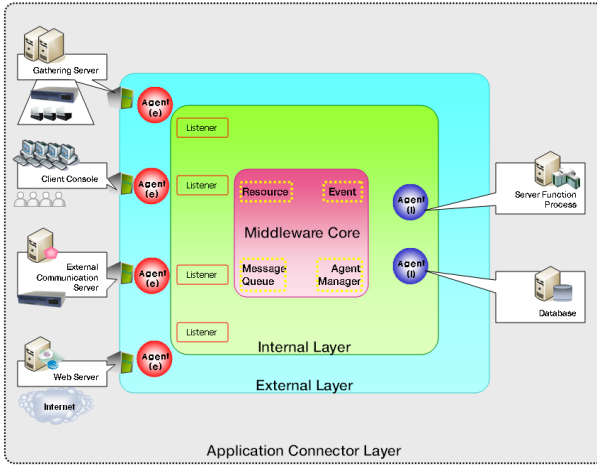 Gathering Server
Agent
(e)
Listener
Client Console
Agent
(e)
Listener
Resource
Event
Agent
(I)
Server Function
Process
Middleware Core
External
Communication
Server
Agent
(e)
Listener
Message
Queue
Agent
Manager
Agent
(I)
Database
Listener
Internal Layer
Web Server
Agent
(e)
External Layer
Internet
Application Connector Layer